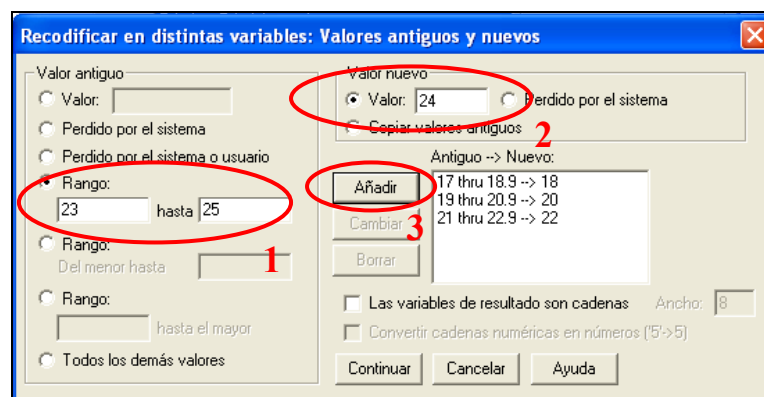 Recodificar en distintas variables: Valores antiguos y nuevos
Valor antiguo
Valor:
Perdido por el sistema
Perdido por el sistema o usuario
Rango:
23 hasta 25
1
Rango:
Del menor hasta
Rango:
hasta el mayor
Todos los demás valores
Valor nuevo
Valor: 24
Perdido por el sistema
Copiar valores antiguos
2
Antiguo --> Nuevo:
Añadir
Cambiar
3
Borrar
17 thru 18.9 --> 18
19 thru 20.9 --> 20
21 thru 22.9 --> 22
Las variables de resultado son cadenas Ancho: 8
Convertir cadenas numéricas en números ('5'->5)
Continuar Cancelar Ayuda